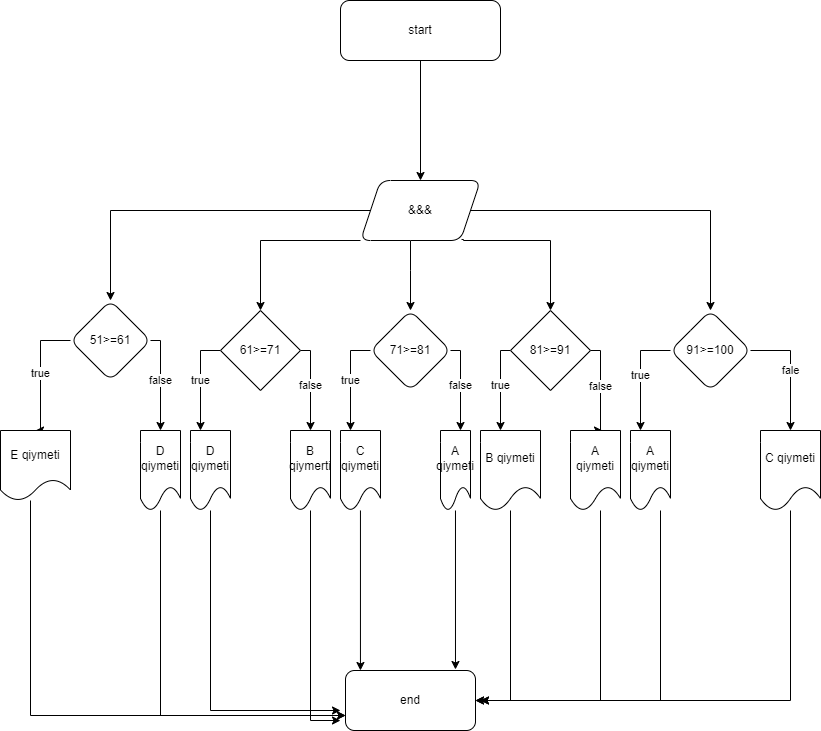 start
&&&
51>=61
61>=71
71>=81
81>=91
91>=100
true
false
true
false
true
false
true
false
true
fale
E qiymeti
D
qiymeti
D
qiymeti
B
qiymerti
C
qiymeti
A
qiymeti
B qiymeti
A
qiymeti
A
qiymeti
C qiymeti
end